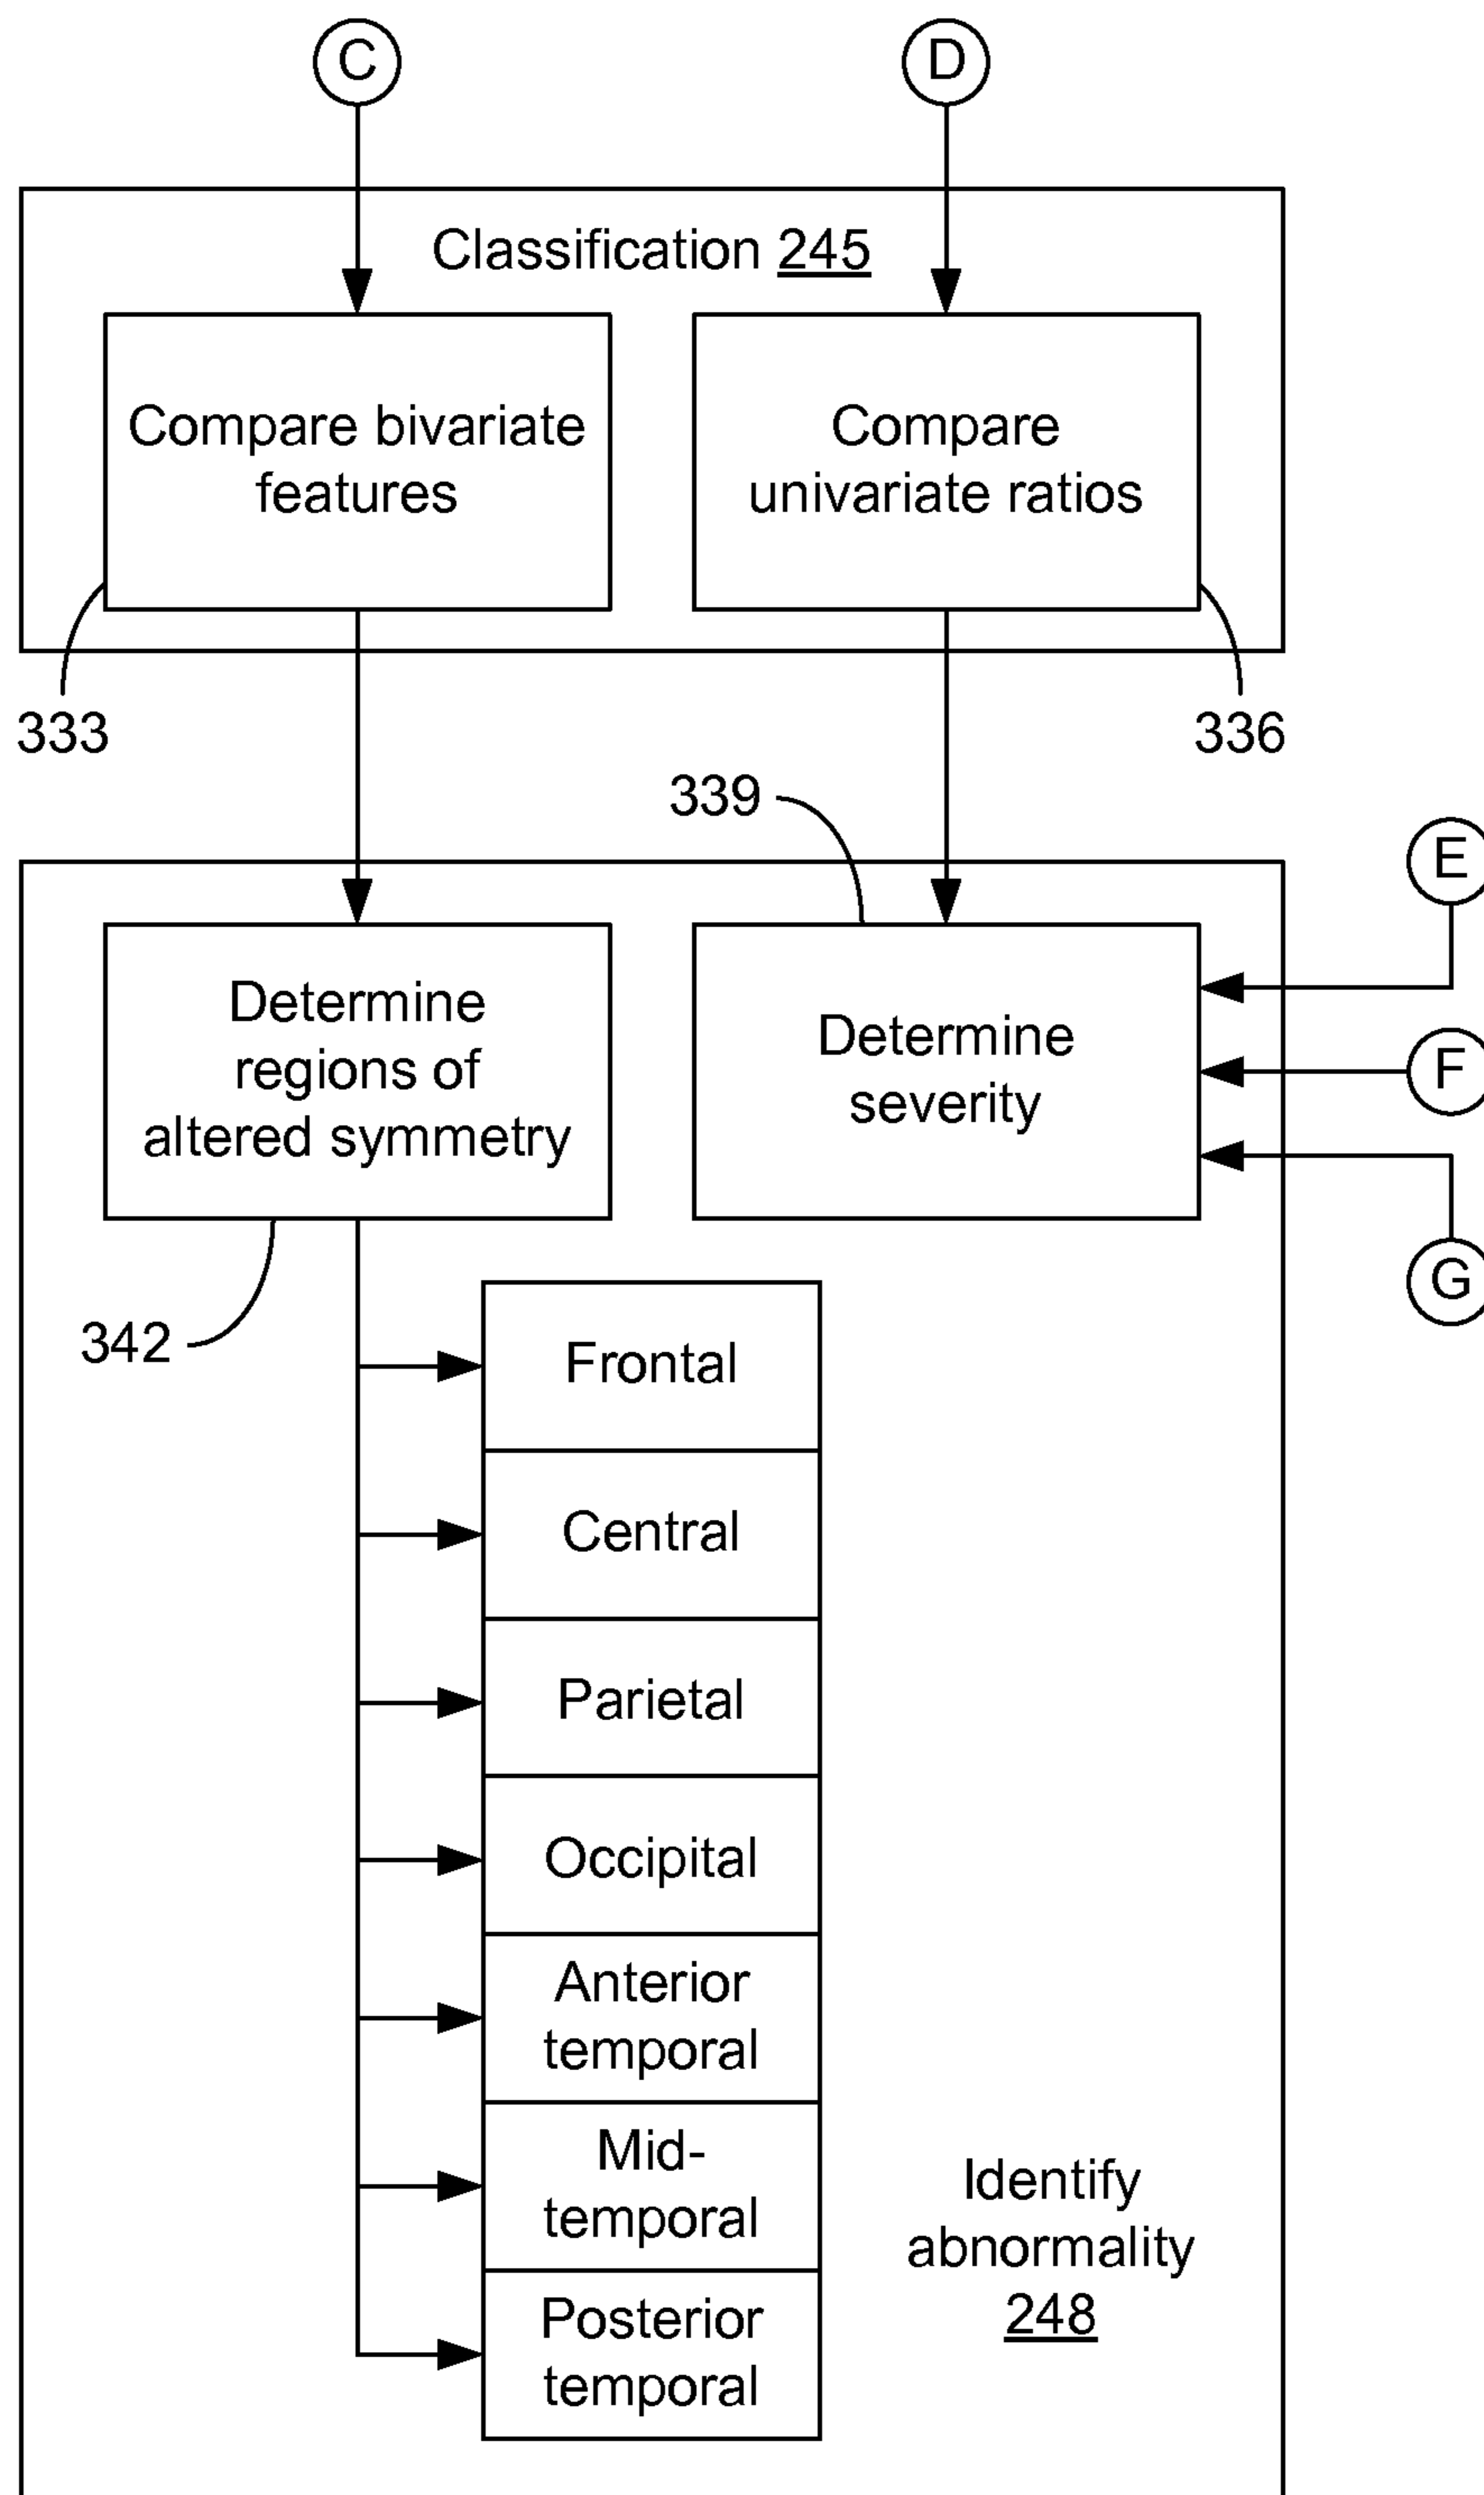 C
D
Classification 245
Compare bivariate
features
Compare
univariate ratios
333
336
339
E
Determine
regions of
altered symmetry
Determine
severity
F
G
342
Frontal
Central
Parietal
Occipital
Anterior
temporal
Mid-
temporal
Posterior
temporal
Identify
abnormality
248